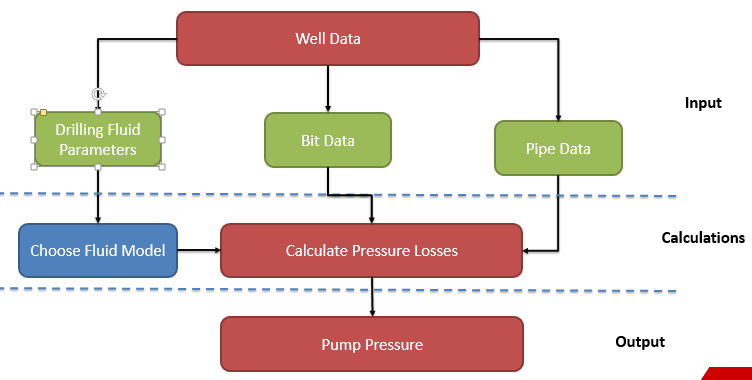 Well Data
Input
Drilling Fluid
Parameters
Bit Data
Pipe Data
Choose Fluid Model
Calculate Pressure Losses
Calculations
Pump Pressure
Output